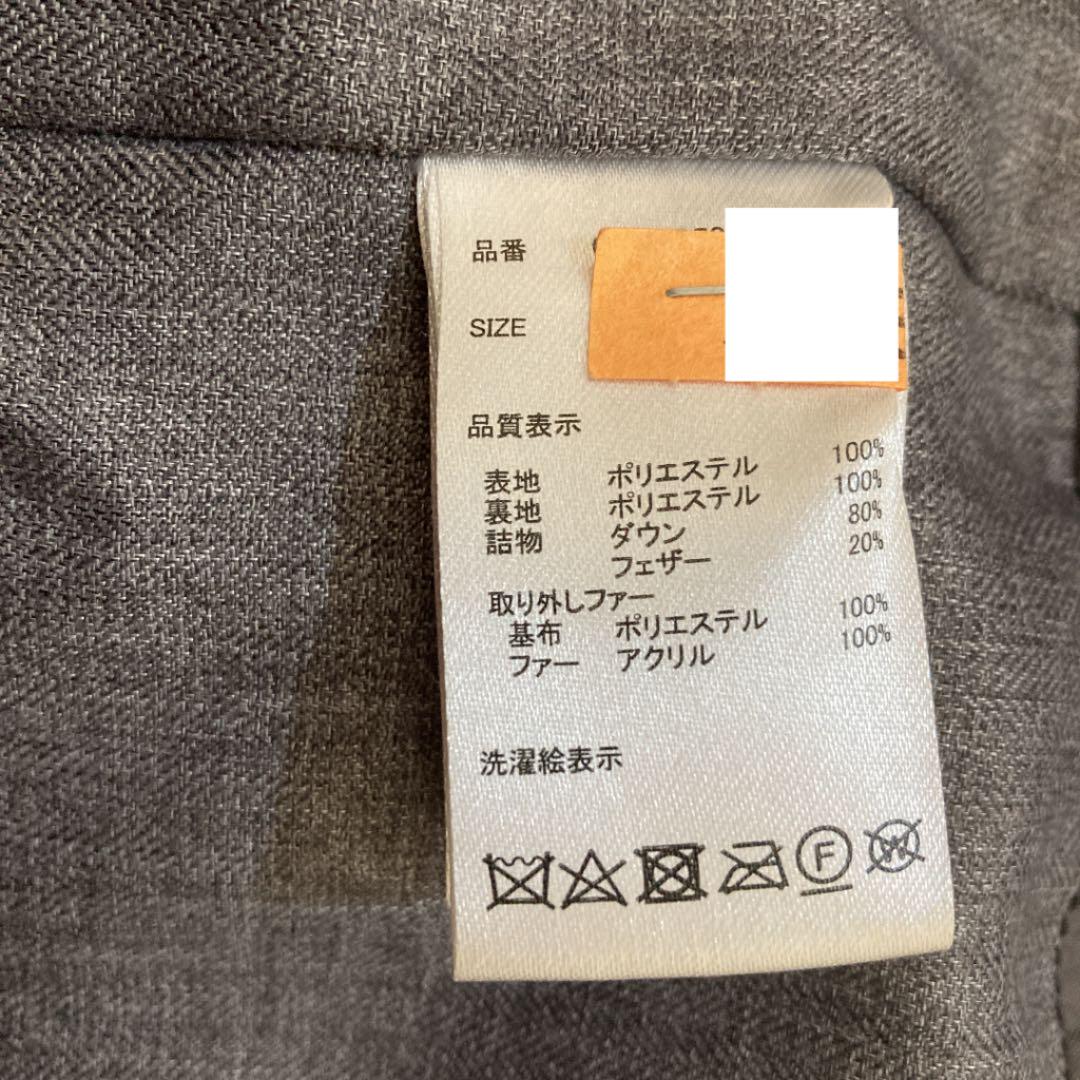 品番
SIZE
品質表示
表地 ポリエステル 100%
裏地 ポリエステル 100%
詰物 ダウン 80%
フェザー 20%
取り外しファー
基布 ポリエステル 100%
ファー アクリル 100%
洗濯絵表示
F
W